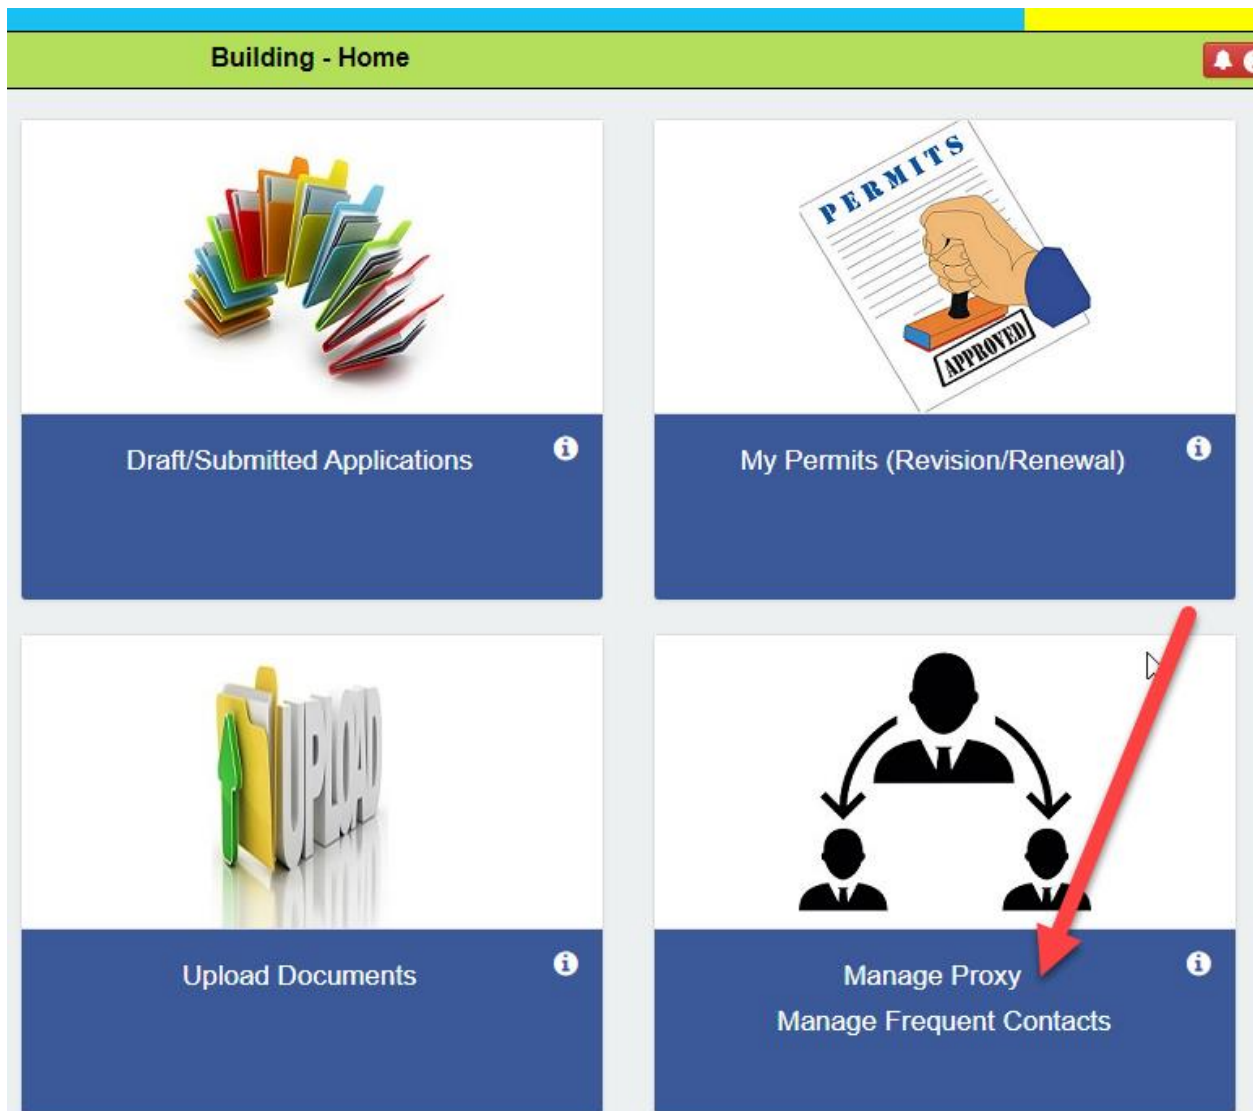 Building - Home
PERMITS
APPROVED
Draft/Submitted Applications
My Permits (Revision/Renewal)
UPLOAD
Upload Documents
Manage Proxy
Manage Frequent Contacts